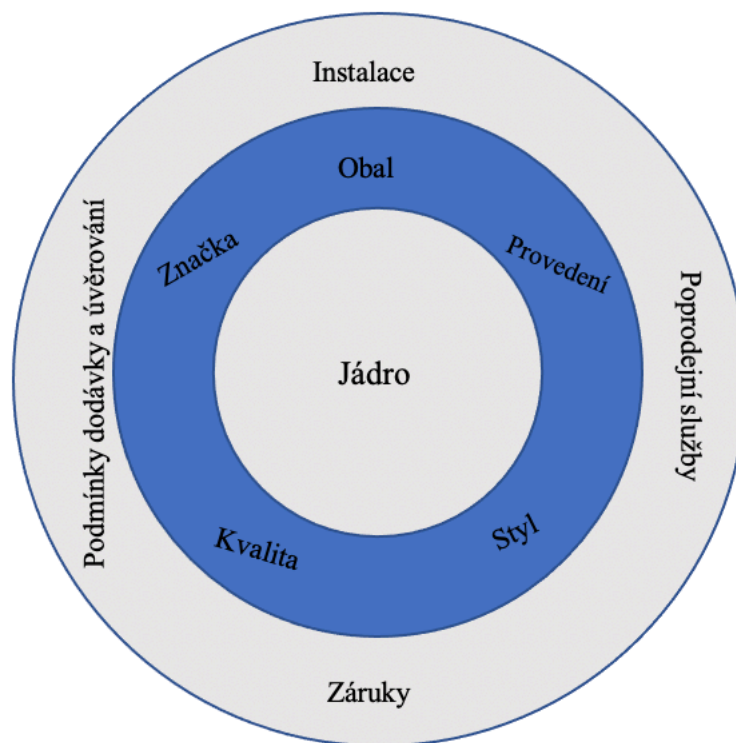 Instalace
Obal
Značka
Provedení
Podmínky dodávky a úvěrování
Jádro
Poprodejní služby
Kvalita
Styl
Záruky